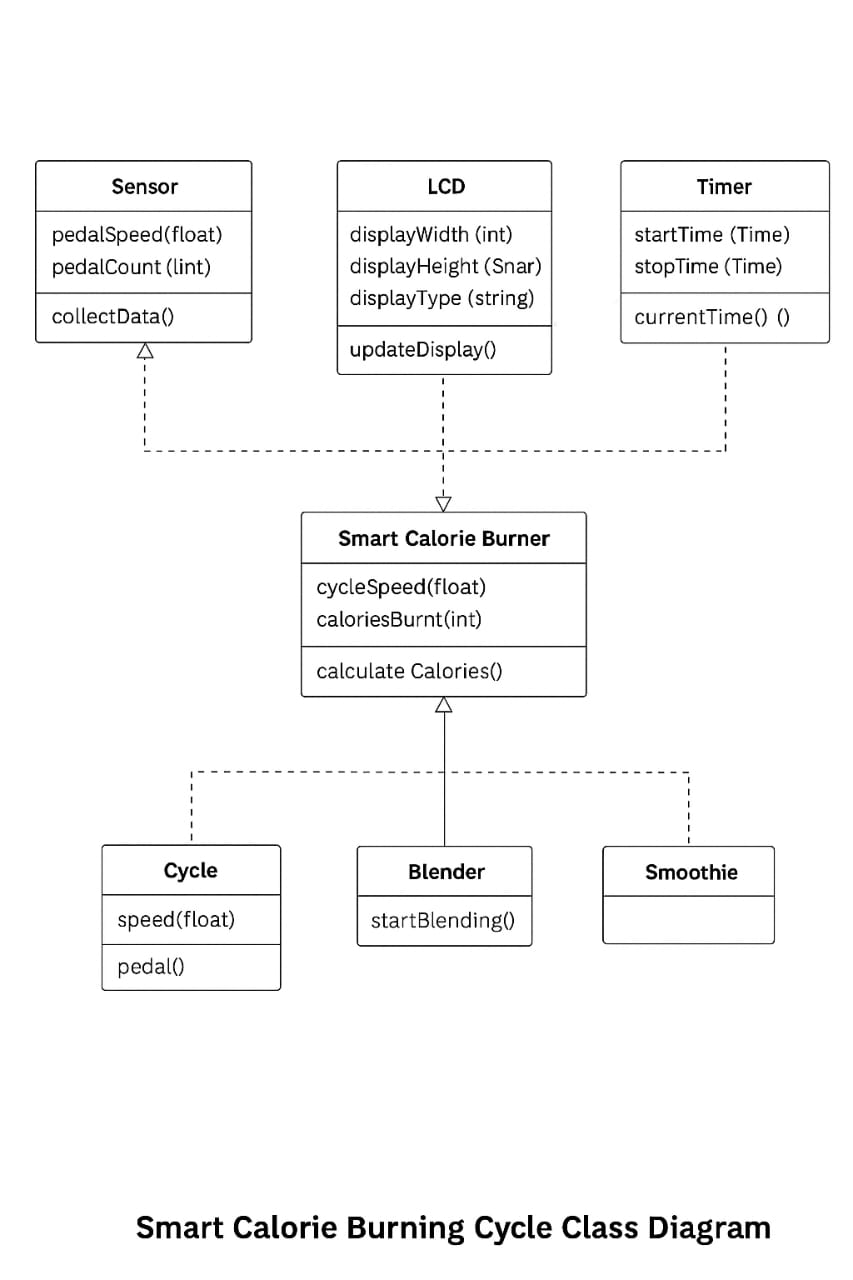 Sensor
pedalSpeed(float)
pedalCount (lint)
collectData()
LCD
displayWidth (int)
displayHeight (Snar)
displayType (string)
updateDisplay()
Timer
startTime (Time)
stopTime (Time)
currentTime() ()
Smart Calorie Burner
cycleSpeed(float)
caloriesBurnt(int)
calculate Calories()
Cycle
speed(float)
pedal()
Blender
startBlending()
Smoothie
Smart Calorie Burning Cycle Class Diagram